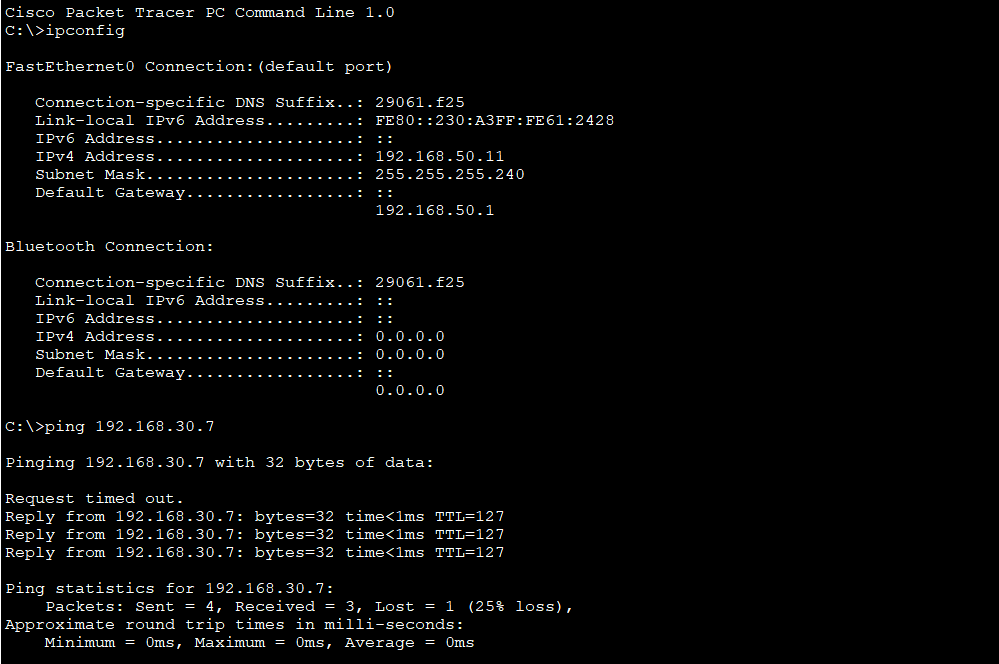 Cisco Packet Tracer PC Command Line 1.0
C:\>ipconfig
FastEthernet0 Connection:(default port)
Connection-specific DNS Suffix..: 29061.f25
Link-local IPv6 Address.........: FE80::230:A3FF:FE61:2428
IPv6 Address....................: ::
IPv4 Address....................: 192.168.50.11
Subnet Mask.....................: 255.255.255.240
Default Gateway.................: ::
192.168.50.1
Bluetooth Connection:
Connection-specific DNS Suffix..: 29061.f25
Link-local IPv6 Address.........: ::
IPv6 Address....................: ::
IPv4 Address....................: 0.0.0.0
Subnet Mask.....................: 0.0.0.0
Default Gateway.................: ::
0.0.0.0
C:\>ping 192.168.30.7
Pinging 192.168.30.7 with 32 bytes of data:
Request timed out.
Reply from 192.168.30.7: bytes=32 time<1ms TTL=127
Reply from 192.168.30.7: bytes=32 time<1ms TTL=127
Reply from 192.168.30.7: bytes=32 time<1ms TTL=127
Ping statistics for 192.168.30.7:
Packets: Sent = 4, Received = 3, Lost = 1 (25% loss),
Approximate round trip times in milli-seconds:
Minimum = 0ms, Maximum = 0ms, Average = 0ms